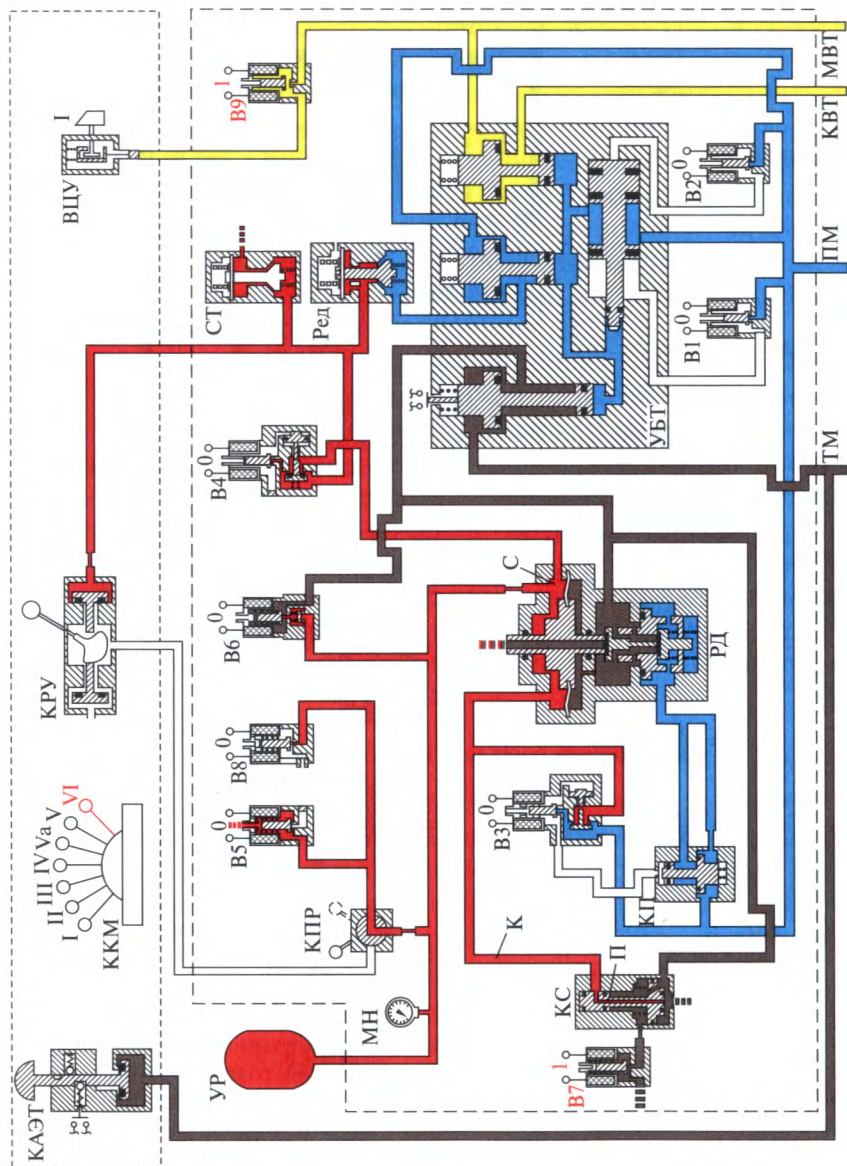 ВЦУ
I
В9
1
СТ
Ред
КРУ
В4
0
В6
0
В8
0
В5
0
ККМ
I
II
III
IV
Vа
V
VI
КПР
КАЭТ
УР
МН
С
РД
К
КС
П
В7
1
В3
0
КП
УБТ
В1
0
В2
0
ТМ
ПМ
КВТ
МВТ